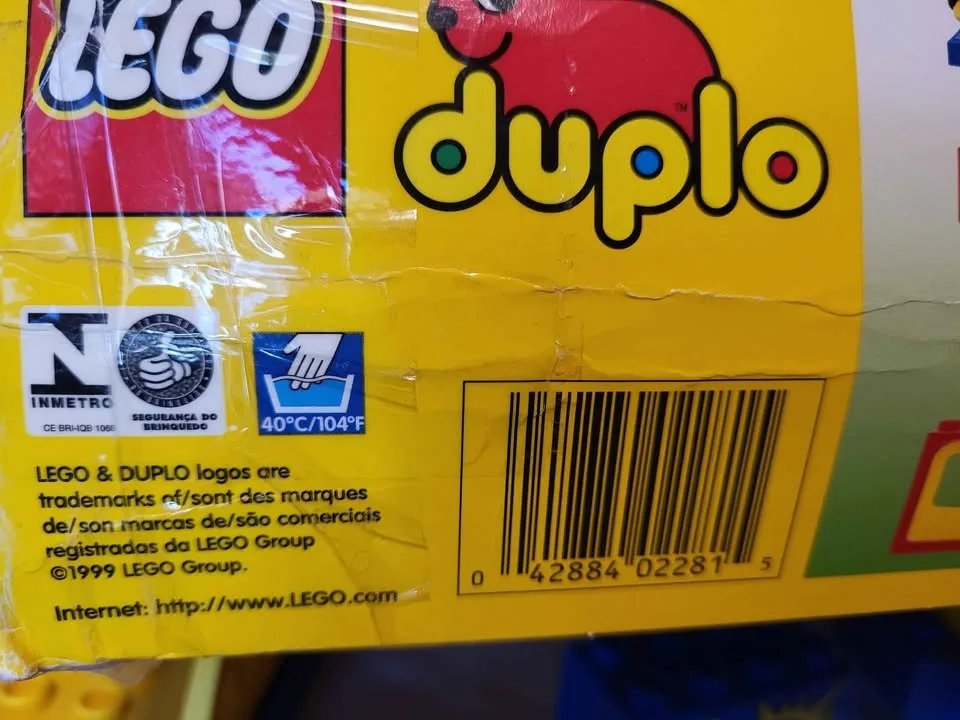 LEGO
duplo™
INMETRO
CE BRI-IQB
SEGURANÇA DO
BRINQUEDO
40°C/104°F
LEGO & DUPLO logos are
trademarks of/sont des marques
de/son marcas de/são comerciais
registradas da LEGO Group
©1999 LEGO Group.
Internet: http://www.LEGO.com
0 42884 02281 5